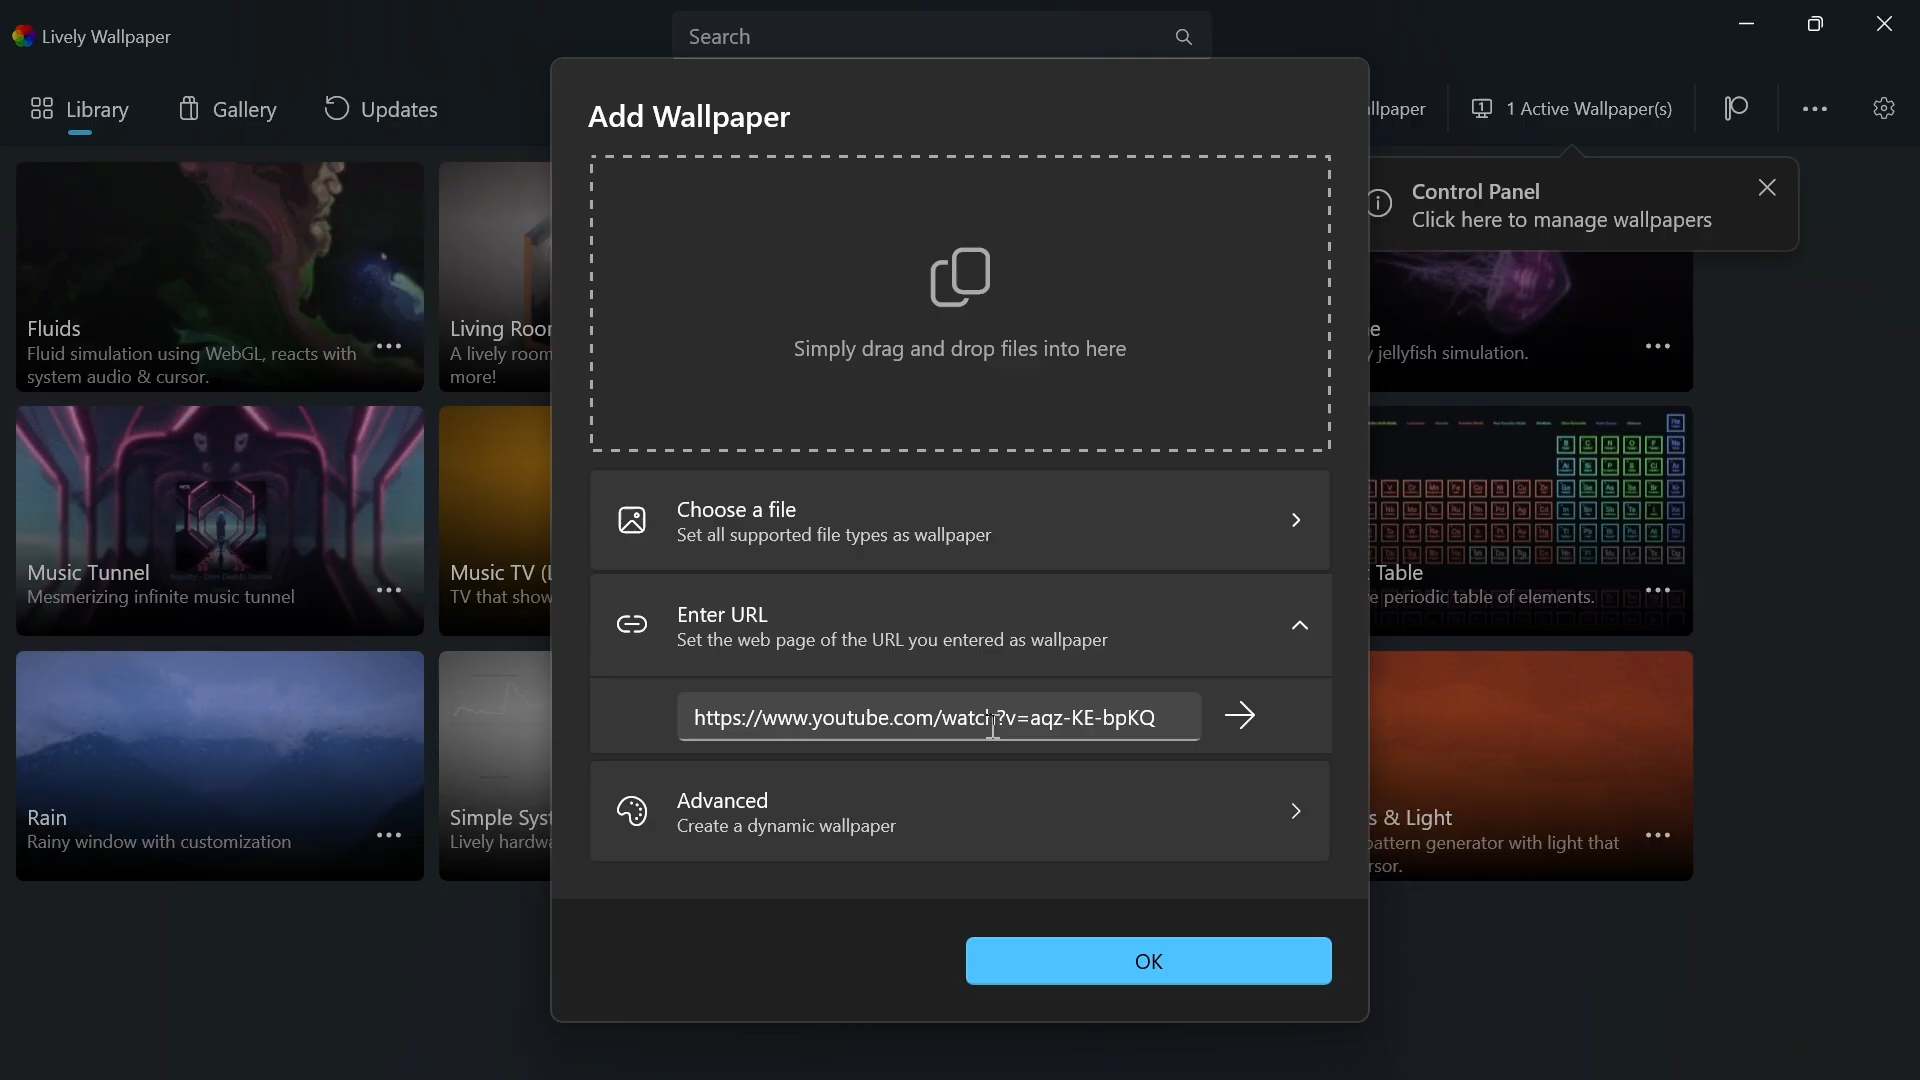 Lively Wallpaper
Search
Library
Gallery
Updates
llpaper
1 Active Wallpaper(s)
Control Panel
Click here to manage wallpapers
Add Wallpaper
Simply drag and drop files into here
Choose a file
Set all supported file types as wallpaper
Enter URL
Set the web page of the URL you entered as wallpaper
https://www.youtube.com/watch?v=aqz-KE-bpKQ
Advanced
Create a dynamic wallpaper
OK
Fluids
Fluid simulation using WebGL, reacts with
system audio & cursor.
Living Roor
A lively room
more!
e
y jellyfish simulation.
Music Tunnel
Mesmerizing infinite music tunnel
Music TV (L
TV that show
Table
e periodic table of elements.
Rain
Rainy window with customization
Simple Syst
Lively hardwa
s & Light
pattern generator with light that
rsor.